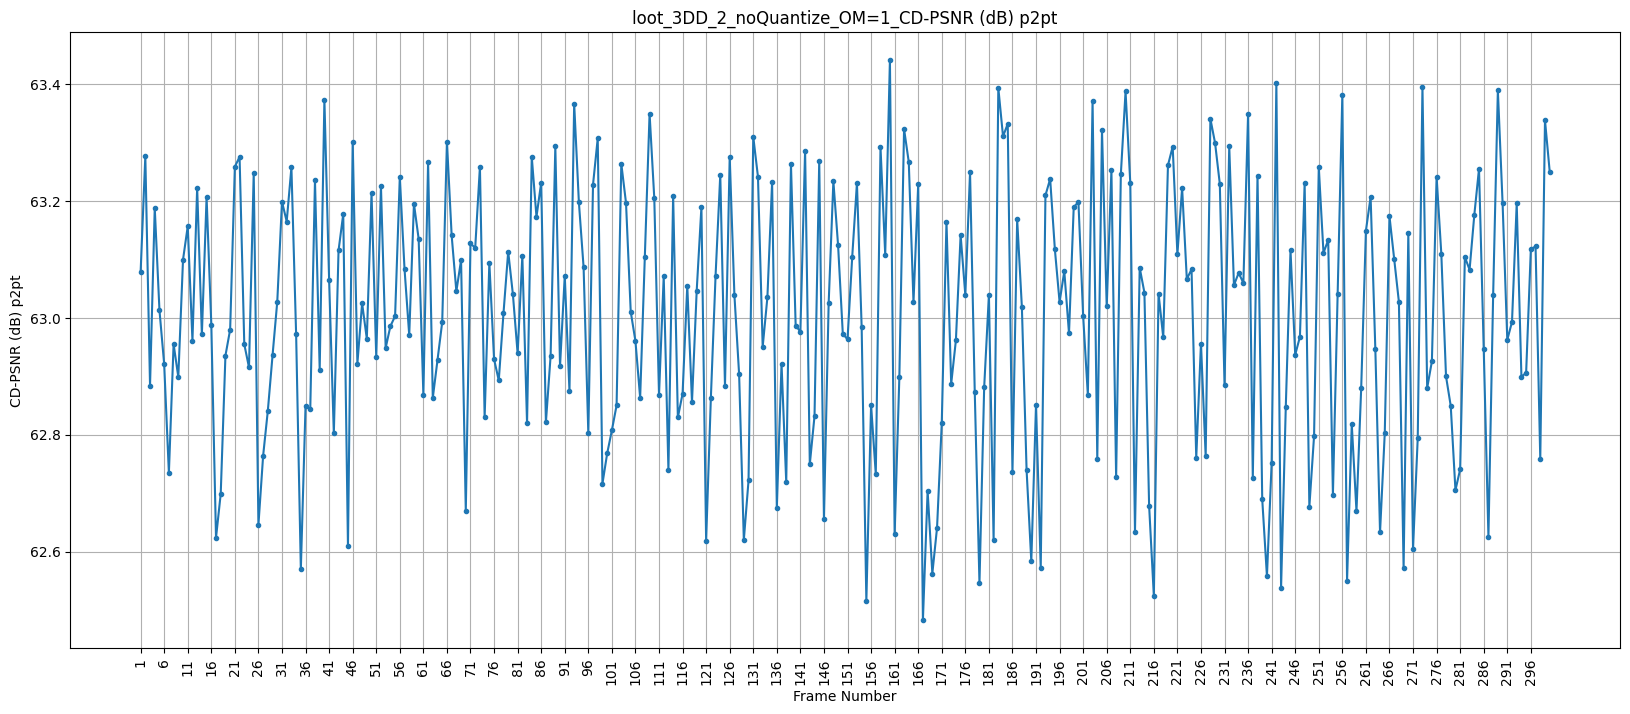 loot_3DD_2_noQuantize_OM=1_CD-PSNR (dB) p2pt
CD-PSNR (dB) p2pt
63.4
63.2
63.0
62.8
62.6
1 6 11 16 21 26 31 36 41 46 51 56 61 66 71 76 81 86 91 96 101 106 111 116 121 126 131 136 141 146 151 156 161 166 171 176 181 186 191 196 201 206 211 216 221 226 231 236 241 246 251 256 261 266 271 276 281 286 291 296
Frame Number